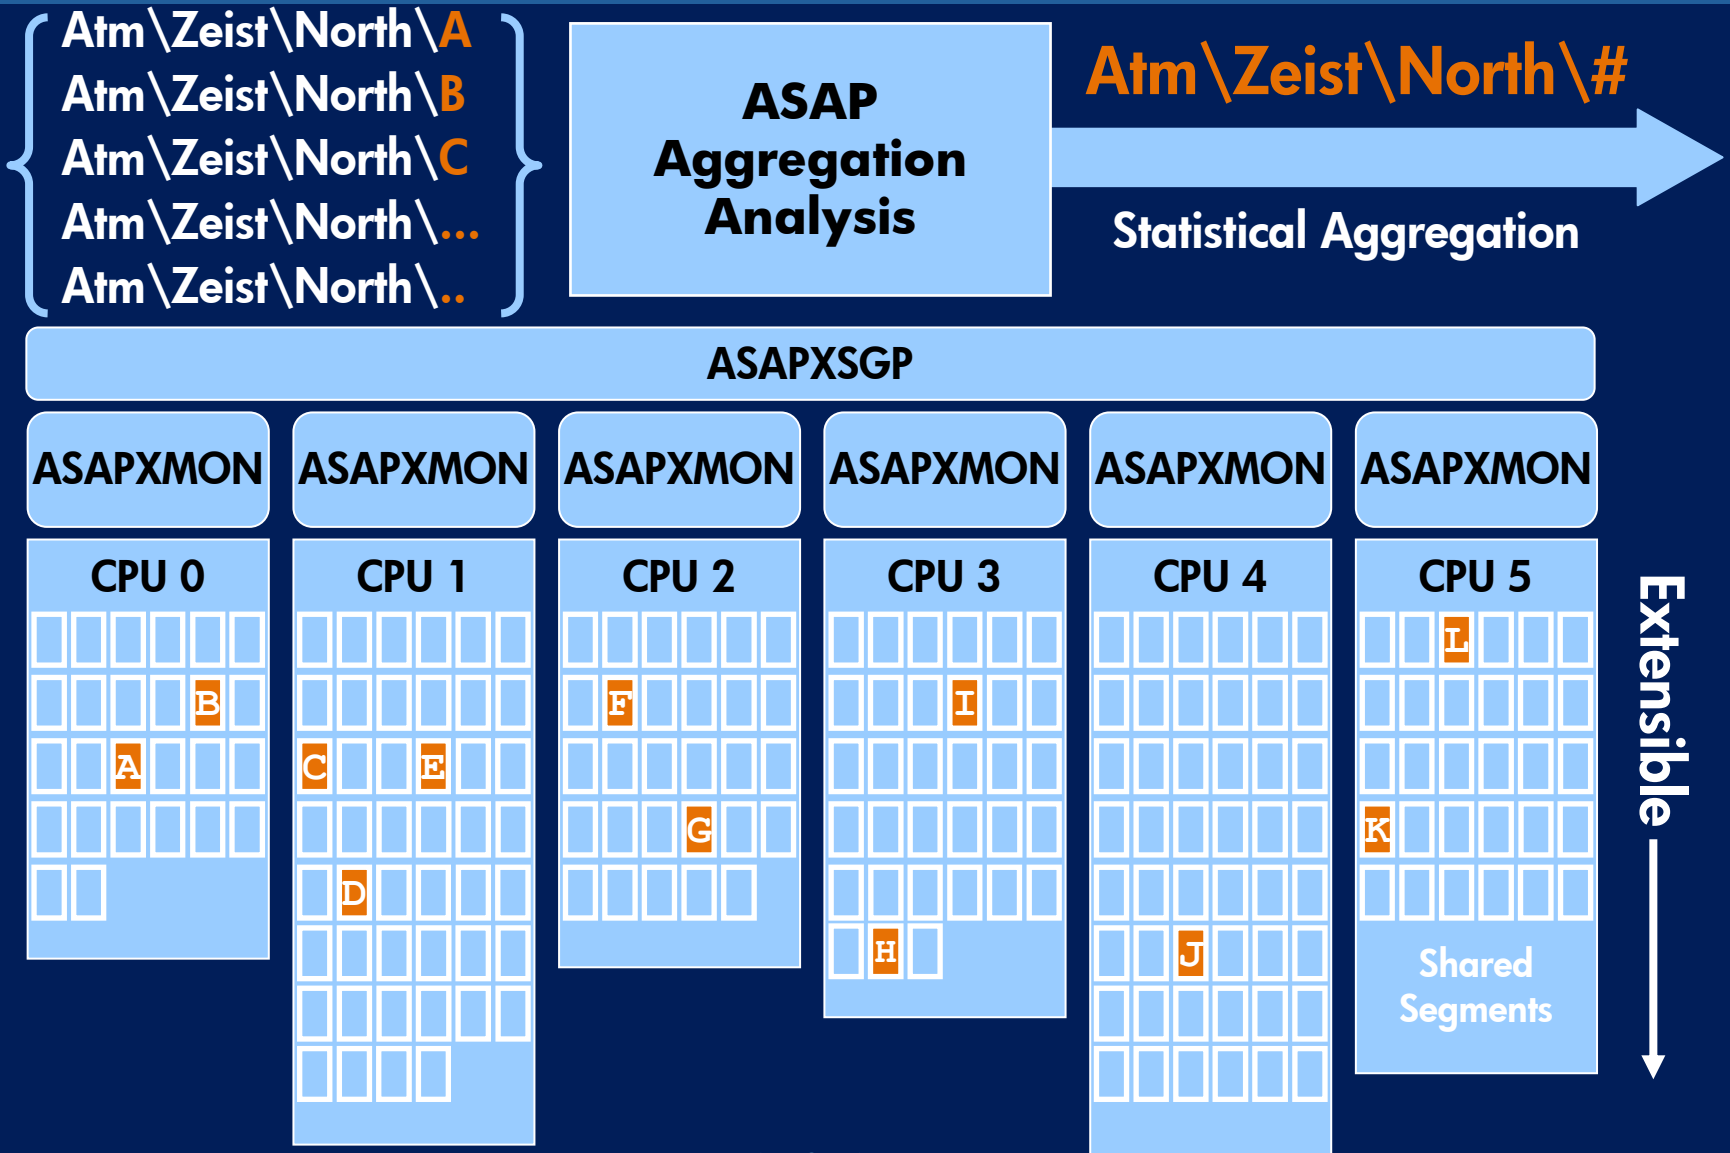 Atm\Zeist\North\A
Atm\Zeist\North\B
Atm\Zeist\North\C
Atm\Zeist\North\...
Atm\Zeist\North\..
ASAP
Aggregation
Analysis
Atm\Zeist\North\#
Statistical Aggregation
ASAPXSGP
ASAPXMON ASAPXMON ASAPXMON ASAPXMON ASAPXMON ASAPXMON
CPU 0 CPU 1 CPU 2 CPU 3 CPU 4 CPU 5
L
B F I
A C E
G K
D
H J
Shared
Segments
Extensible